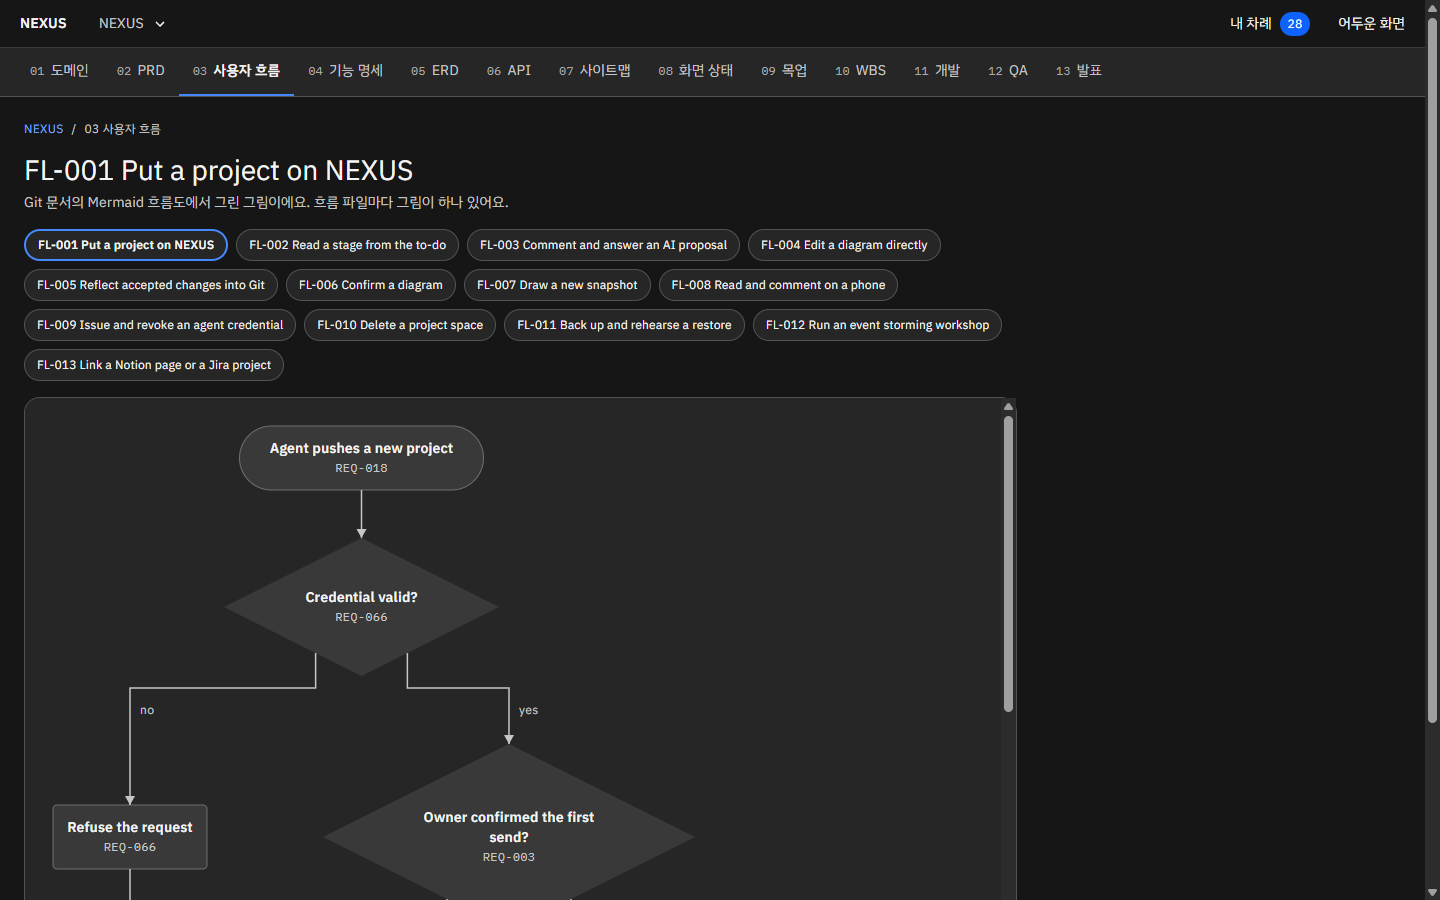 NEXUS NEXUS 내 차례 28 어두운 화면
01 도메인 02 PRD 03 사용자 흐름 04 기능 명세 05 ERD 06 API 07 사이트맵 08 화면 상태 09 목업 10 WBS 11 개발 12 QA 13 발표
NEXUS / 03 사용자 흐름
FL-001 Put a project on NEXUS
Git 문서의 Mermaid 흐름도에서 그린 그림이에요. 흐름 파일마다 그림이 하나 있어요.
FL-001 Put a project on NEXUS FL-002 Read a stage from the to-do FL-003 Comment and answer an AI proposal FL-004 Edit a diagram directly
FL-005 Reflect accepted changes into Git FL-006 Confirm a diagram FL-007 Draw a new snapshot FL-008 Read and comment on a phone
FL-009 Issue and revoke an agent credential FL-010 Delete a project space FL-011 Back up and rehearse a restore FL-012 Run an event storming workshop
FL-013 Link a Notion page or a Jira project
Agent pushes a new project
REQ-018
Credential valid?
REQ-066
no yes
Refuse the request
REQ-066
Owner confirmed the first
send?
REQ-003